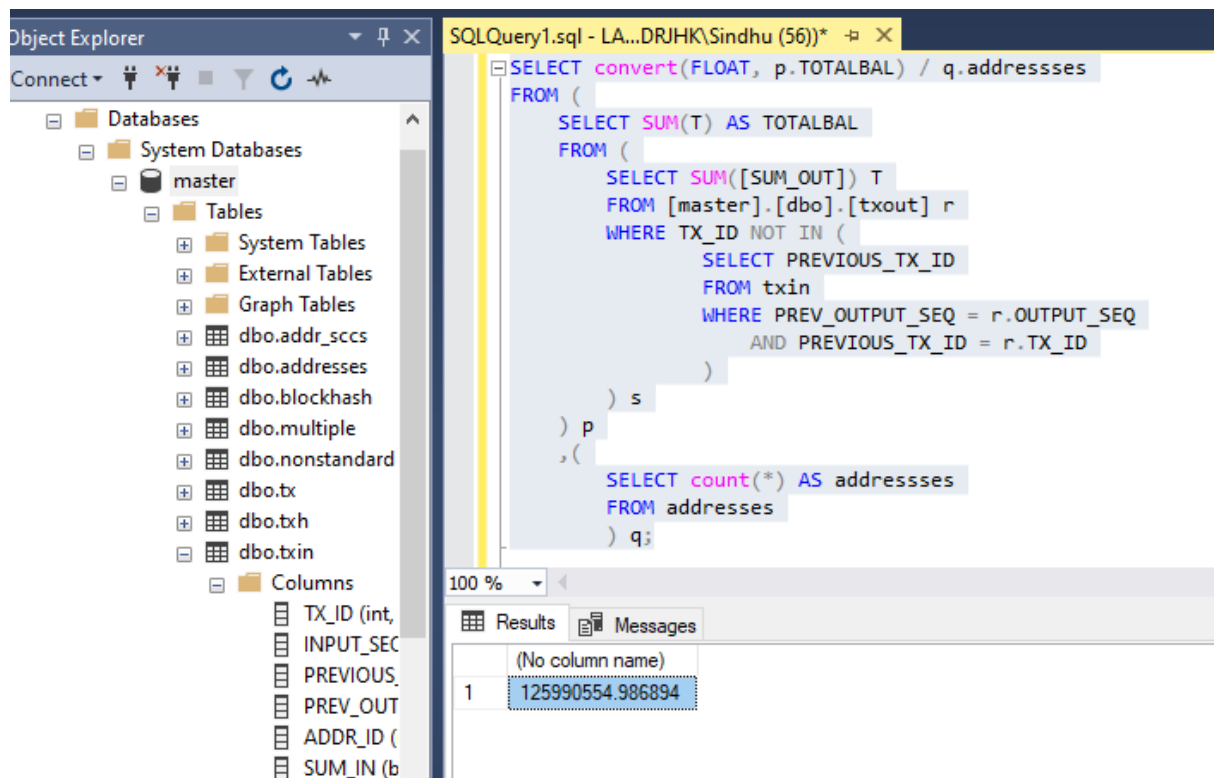 Object Explorer
Connect
Databases
System Databases
master
Tables
System Tables
External Tables
Graph Tables
dbo.addr_sccs
dbo.addresses
dbo.blockhash
dbo.multiple
dbo.nonstandard
dbo.tx
dbo.txh
dbo.txin
Columns
TX_ID (int,
INPUT_SEC
PREVIOUS_
PREV_OUT
ADDR_ID (
SUM_IN (b
SQLQuery1.sql - LA...DRJHK\Sindhu (56))*
SELECT convert(FLOAT, p.TOTALBAL) / q.addressses
FROM (
SELECT SUM(T) AS TOTALBAL
FROM (
SELECT SUM([SUM_OUT]) T
FROM [master].[dbo].[txout] r
WHERE TX_ID NOT IN (
SELECT PREVIOUS_TX_ID
FROM txin
WHERE PREV_OUTPUT_SEQ = r.OUTPUT_SEQ
AND PREVIOUS_TX_ID = r.TX_ID
)
) s
) p
,(
SELECT count(*) AS addressses
FROM addresses
) q;
100 %
Results Messages
(No column name)
1 125990554.986894